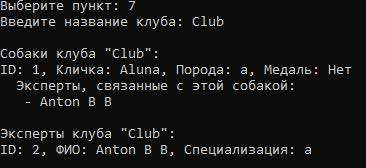 Выберите пункт: 7
Введите название клуба: Club
Собаки клуба "Club":
ID: 1, Кличка: Aluna, Порода: a, Медаль: Нет
Эксперты, связанные с этой собакой:
- Anton B B
Эксперты клуба "Club":
ID: 2, ФИО: Anton B B, Специализация: a